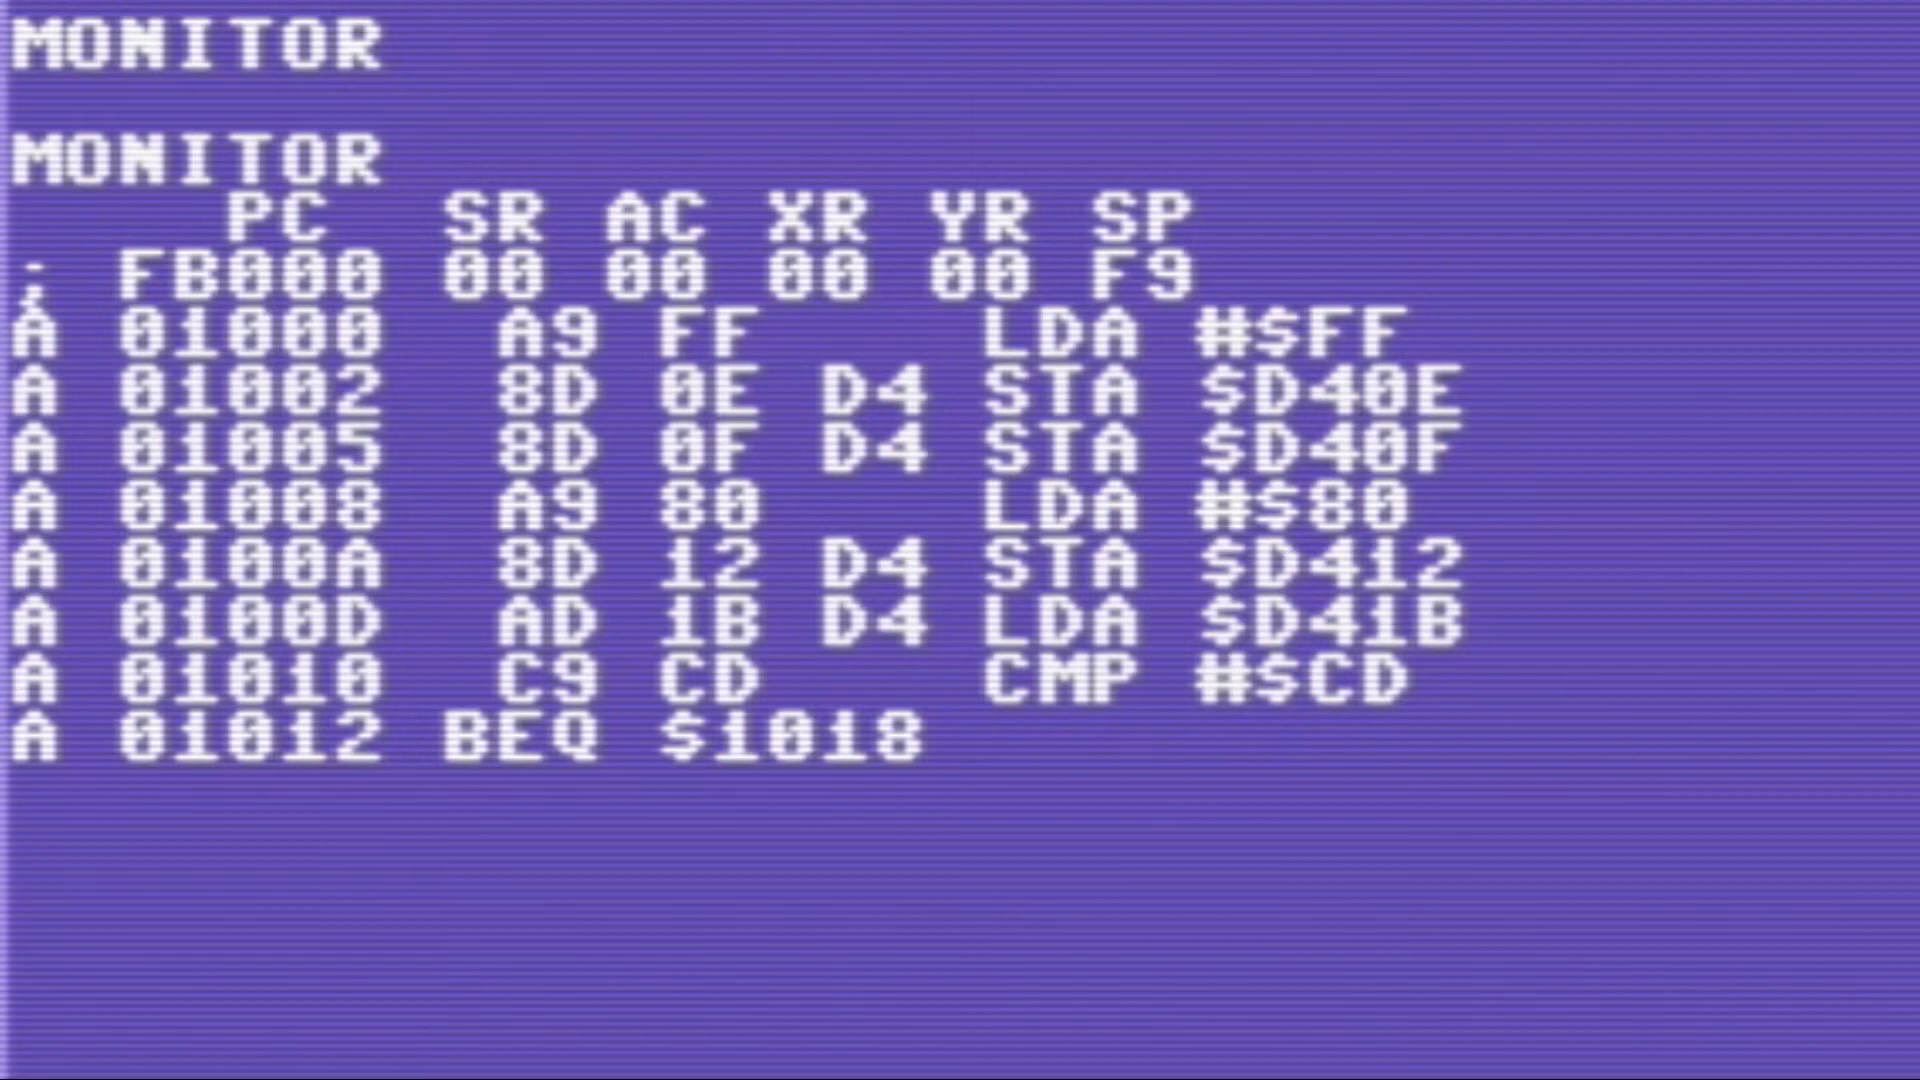 MONITOR
MONITOR
PC SR AC XR YR SP
; FB000 00 00 00 00 F9
A 01000 A9 FF LDA #$FF
A 01002 8D 0E D4 STA $D40E
A 01005 8D 0F D4 STA $D40F
A 01008 A9 80 LDA #$80
A 0100A 8D 12 D4 STA $D412
A 0100D AD 1B D4 LDA $D41B
A 01010 C9 CD CMP #$CD
A 01012 BEQ $1018